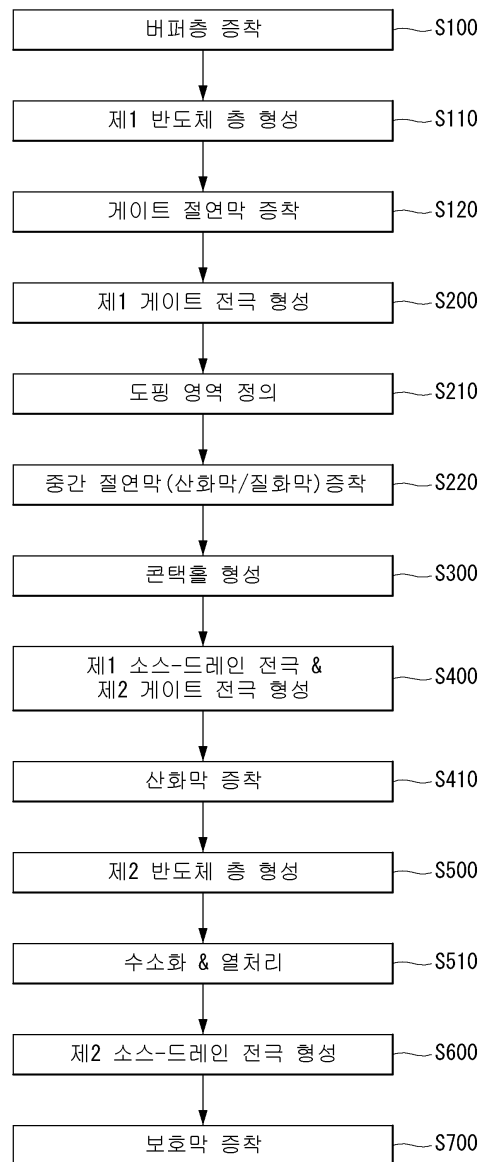 버퍼층 증착 S100
제1 반도체 층 형성 S110
게이트 절연막 증착 S120
제1 게이트 전극 형성 S200
도핑 영역 정의 S210
중간 절연막(산화막/질화막)증착 S220
콘택홀 형성 S300
제1 소스-드레인 전극 &
제2 게이트 전극 형성 S400
산화막 증착 S410
제2 반도체 층 형성 S500
수소화 & 열처리 S510
제2 소스-드레인 전극 형성 S600
보호막 증착 S700